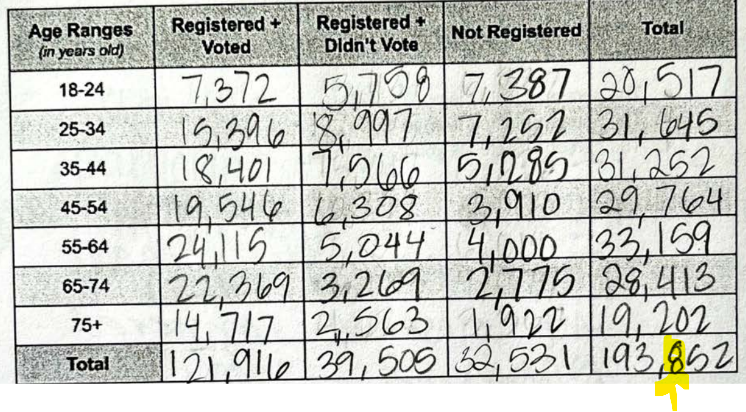 Age Ranges (in years old) Registered + Voted Registered + Didn't Vote Not Registered Total
18-24 7,372 5,758 7,387 20,517
25-34 15,396 8,997 7,252 31,645
35-44 18,401 7,566 5,285 31,252
45-54 19,546 6,308 3,910 29,764
55-64 24,115 5,044 4,000 33,159
65-74 22,369 3,269 2,775 28,413
75+ 14,717 2,563 1,922 19,202
Total 121,916 39,505 32,531 193,852